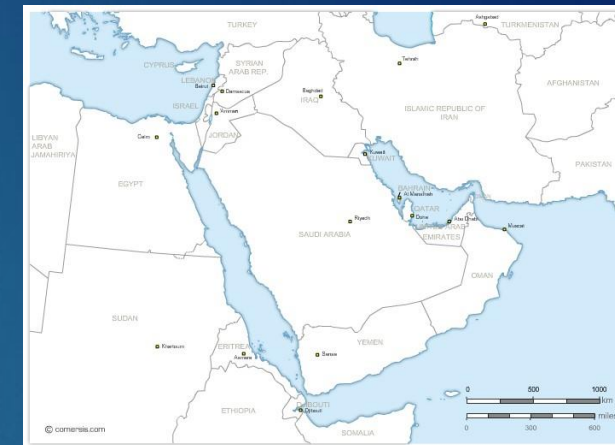 TURKEY
Ashgabad
TURKMENISTAN
CYPRUS
SYRIAN
ARAB REP.
Tehran
LEBANON
Beirut
Damascus
Baghdad
IRAQ
AFGHANISTAN
ISRAEL
Amman
ISLAMIC REPUBLIC OF
IRAN
JORDAN
Cairo
LIBYAN
ARAB
JAMAHIRIYA
Kuwait
KUWAIT
PAKISTAN
EGYPT
BAHRAIN
Al Manamah
QATAR
Doha
Abu Dhabi
UNITED ARAB
EMIRATES
Muscat
Riyadh
SAUDI ARABIA
OMAN
SUDAN
Khartoum
ERITREA
Asmara
YEMEN
Sanaa
ETHIOPIA
DJIBOUTI
Djibouti
SOMALIA
0 500 1000
km
miles
0 300 600
© comersis.com